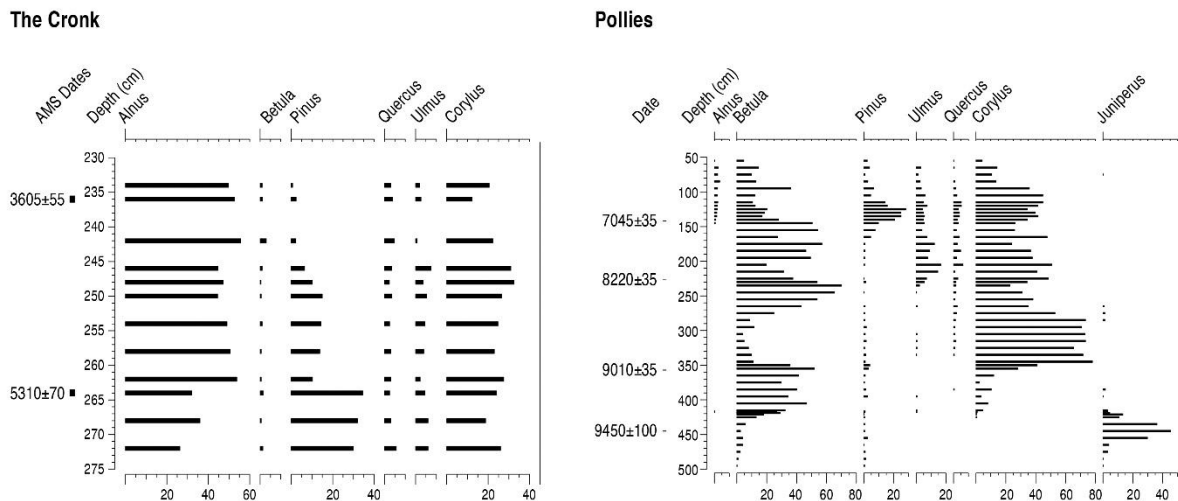 The Cronk
AMS Dates
Depth (cm)
Alnus
Betula
Pinus
Quercus
Ulmus
Corylus
230
235
3605±55
240
245
250
255
260
5310±70
265
270
275
20 40 60
20 40
20 40
Pollies
Date
Depth (cm)
Alnus
Betula
Pinus
Ulmus
Quercus
Corylus
Juniperus
50
100
7045±35
150
200
8220±35
250
300
350
9010±35
400
9450±100
450
500
20 40 60 80
20
20
20 40 60 80
20 40